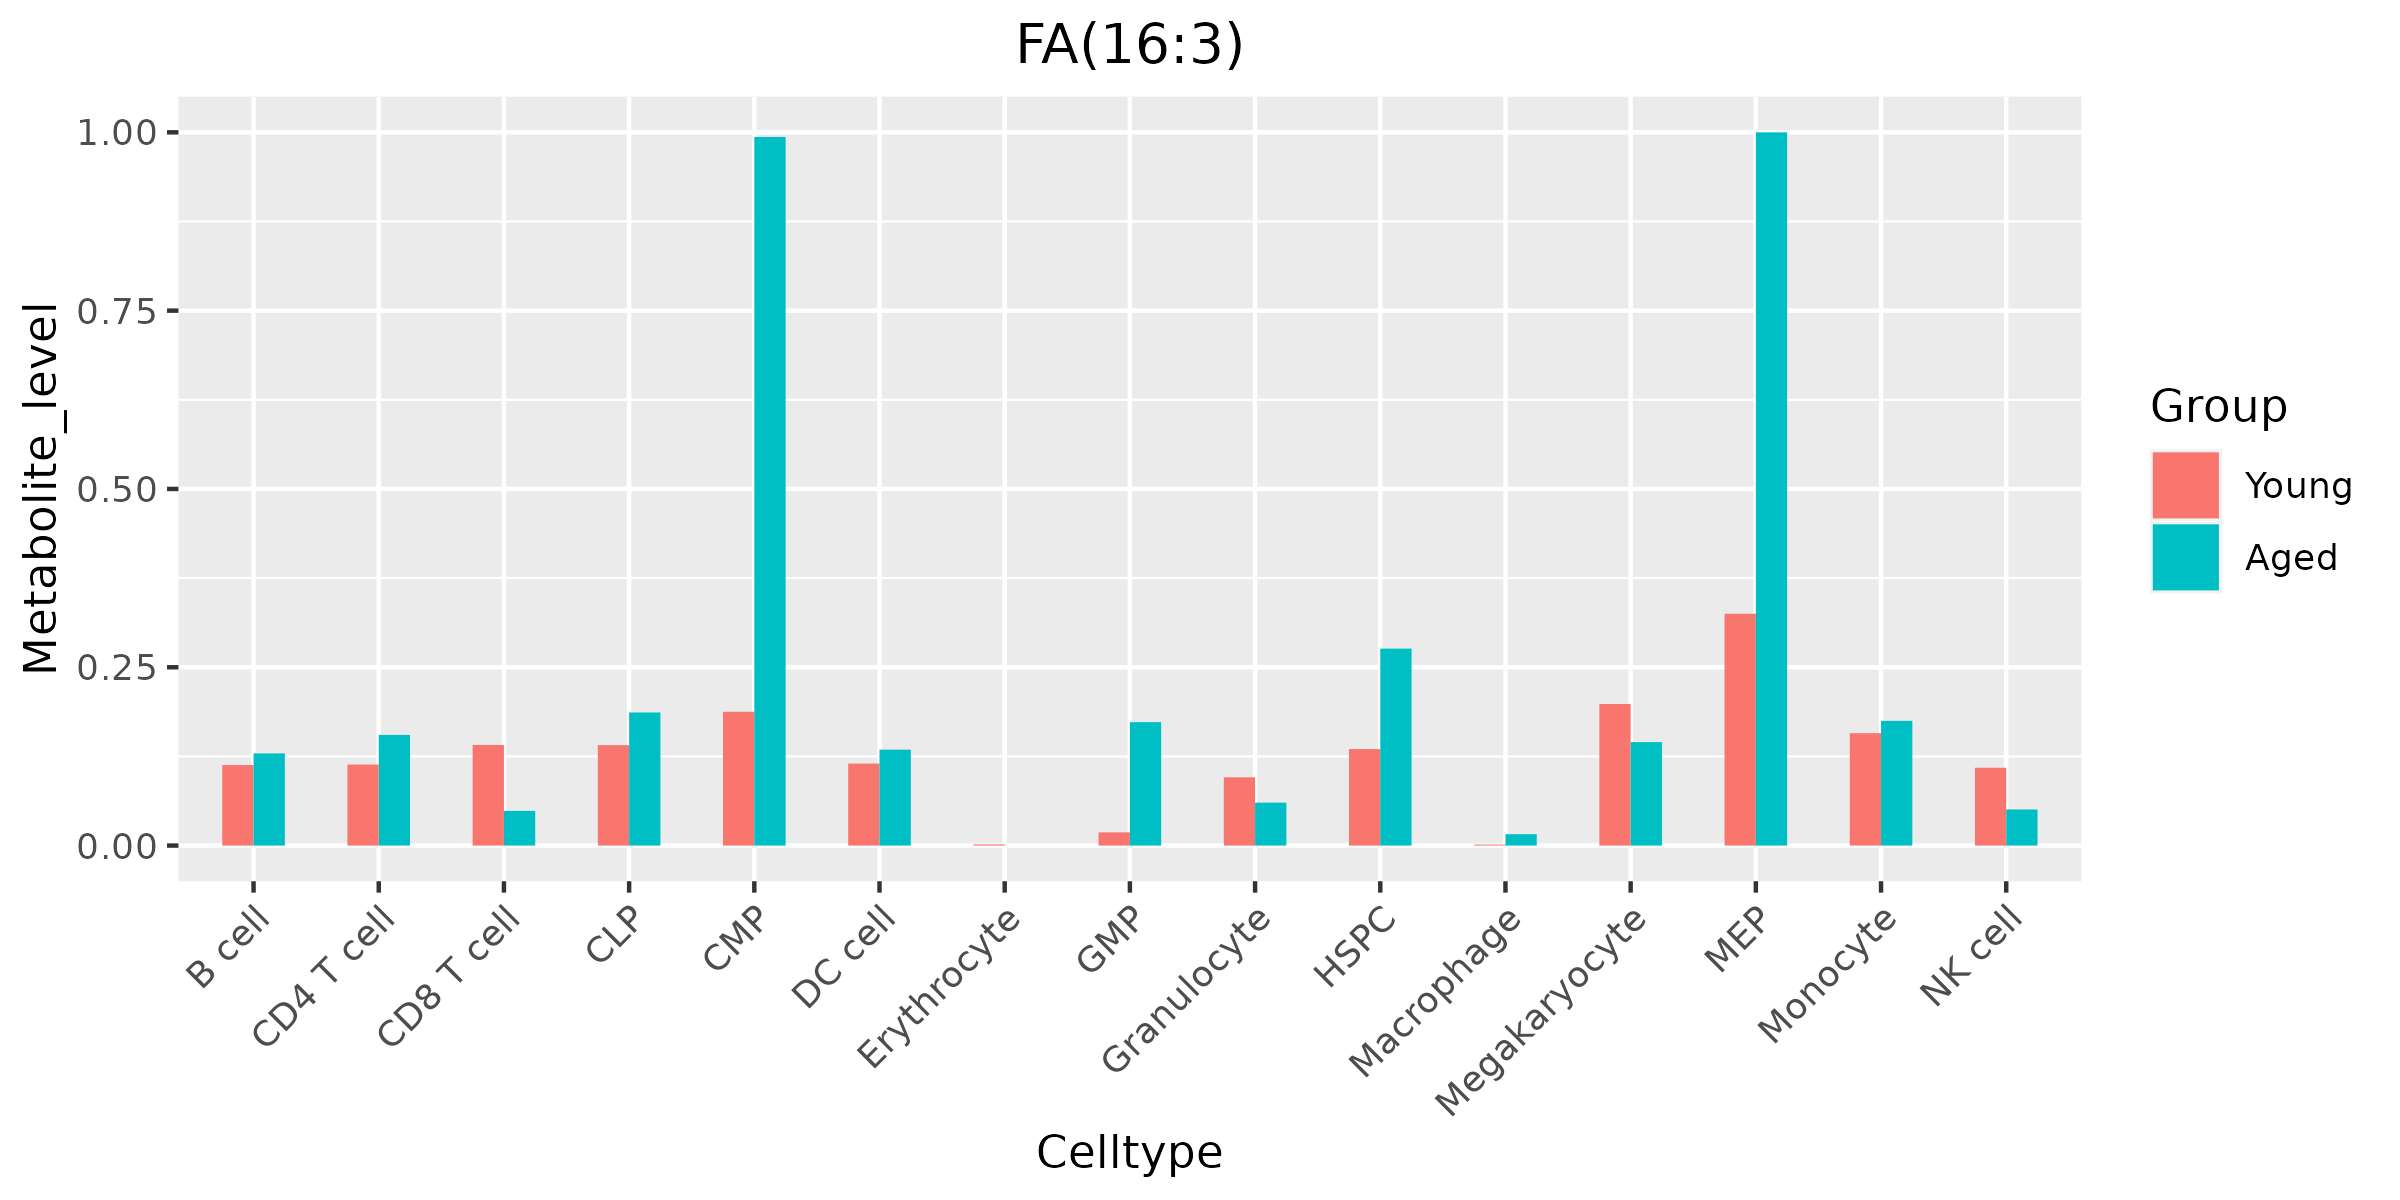 FA(16:3)
Metabolite_level
1.00
0.75
0.50
0.25
0.00
B cell
CD4 T cell
CD8 T cell
CLP
CMP
DC cell
Erythrocyte
GMP
Granulocyte
HSPC
Macrophage
Megakaryocyte
MEP
Monocyte
NK cell
Celltype
Group
Young
Aged